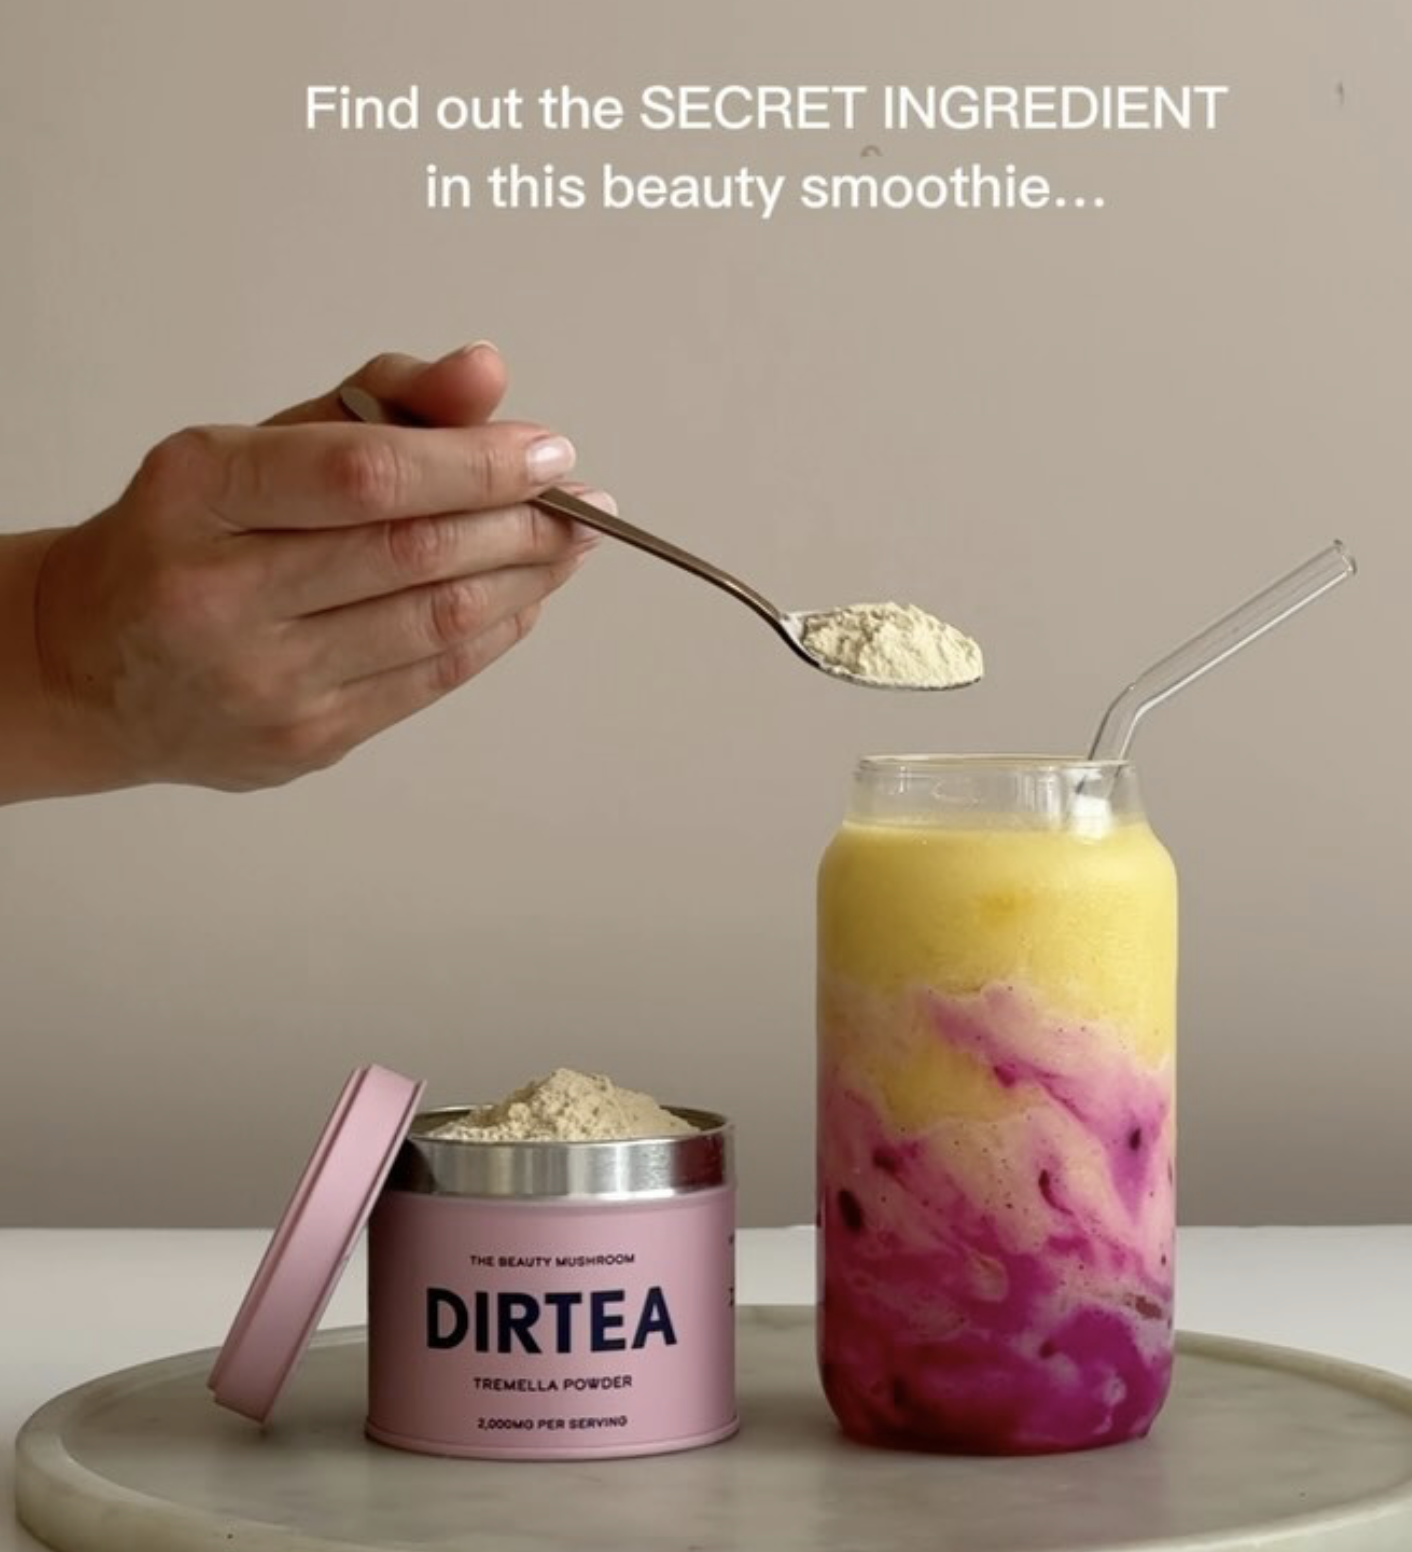 Find out the SECRET INGREDIENT
in this beauty smoothie...
THE BEAUTY MUSHROOM
DIRTEA
TREMELLA POWDER
2,000MG PER SERVING